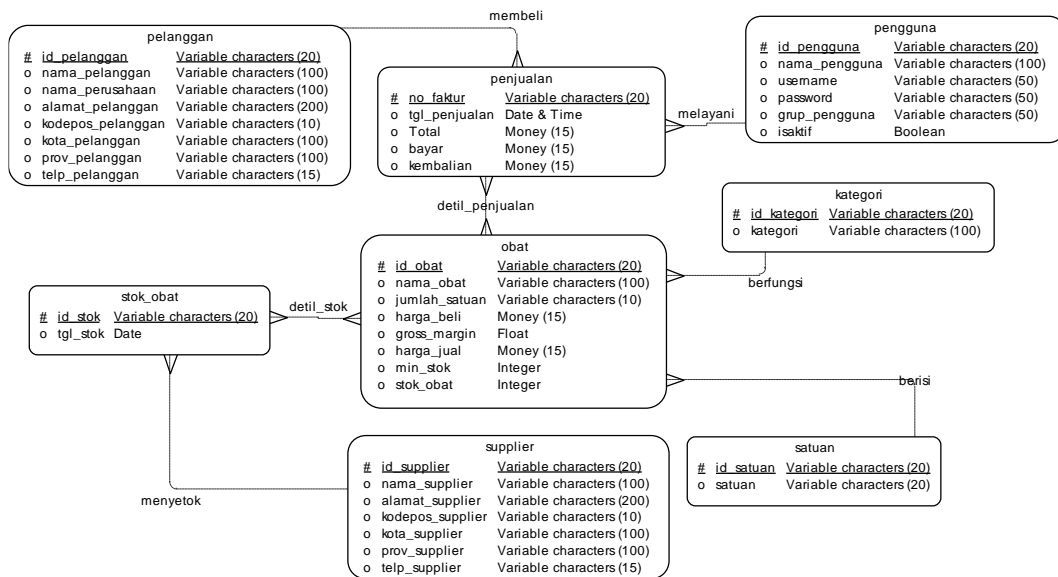 membeli
pelanggan
# id_pelanggan Variable characters (20)
o nama_pelanggan Variable characters (100)
o nama_perusahaan Variable characters (100)
o alamat_pelanggan Variable characters (200)
o kodepos_pelanggan Variable characters (10)
o kota_pelanggan Variable characters (100)
o prov_pelanggan Variable characters (100)
o telp_pelanggan Variable characters (15)
penjualan
# no_faktur Variable characters (20)
o tgl_penjualan Date & Time
o Total Money (15)
o bayar Money (15)
o kembalian Money (15)
melayani
pengguna
# id_pengguna Variable characters (20)
o nama_pengguna Variable characters (100)
o username Variable characters (50)
o password Variable characters (50)
o grup_pengguna Variable characters (50)
o isaktif Boolean
detil_penjualan
kategori
# id_kategori Variable characters (20)
o kategori Variable characters (100)
berfungsi
obat
# id_obat Variable characters (20)
o nama_obat Variable characters (100)
o jumlah_satuan Variable characters (10)
o harga_beli Money (15)
o gross_margin Float
o harga_jual Money (15)
o min_stok Integer
o stok_obat Integer
stok_obat
# id_stok Variable characters (20)
o tgl_stok Date
detil_stok
berisi
satuan
# id_satuan Variable characters (20)
o satuan Variable characters (20)
menyetok
supplier
# id_supplier Variable characters (20)
o nama_supplier Variable characters (100)
o alamat_supplier Variable characters (200)
o kodepos_supplier Variable characters (10)
o kota_supplier Variable characters (100)
o prov_supplier Variable characters (100)
o telp_supplier Variable characters (15)